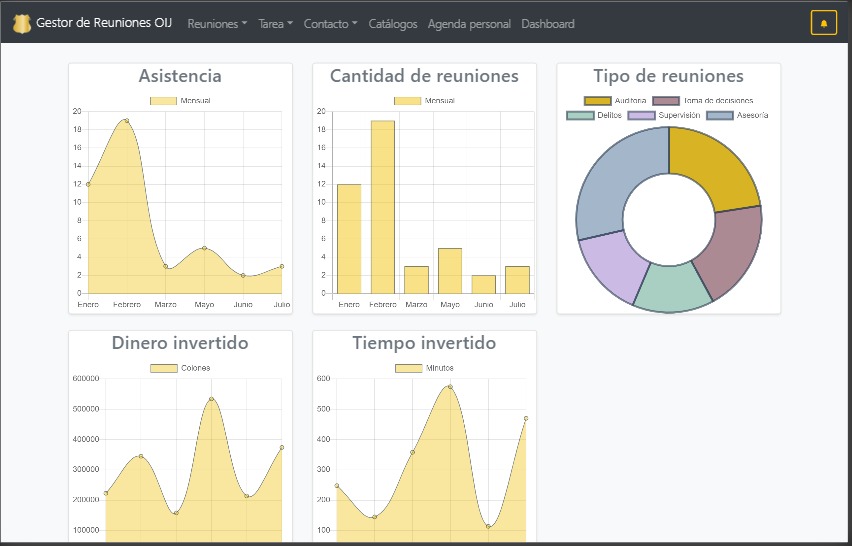 Gestor de Reuniones OIJ Reuniones Tarea Contacto Catálogos Agenda personal Dashboard
Asistencia
Mensual
20
18
16
14
12
10
8
6
4
2
0
Enero Febrero Marzo Mayo Junio Julio
Cantidad de reuniones
Mensual
20
18
16
14
12
10
8
6
4
2
0
Enero Febrero Marzo Mayo Junio Julio
Tipo de reuniones
Auditoria Toma de decisiones
Delitos Supervisión Asesoría
Dinero invertido
Colones
600000
500000
400000
300000
200000
100000
Tiempo invertido
Minutos
600
500
400
300
200
100